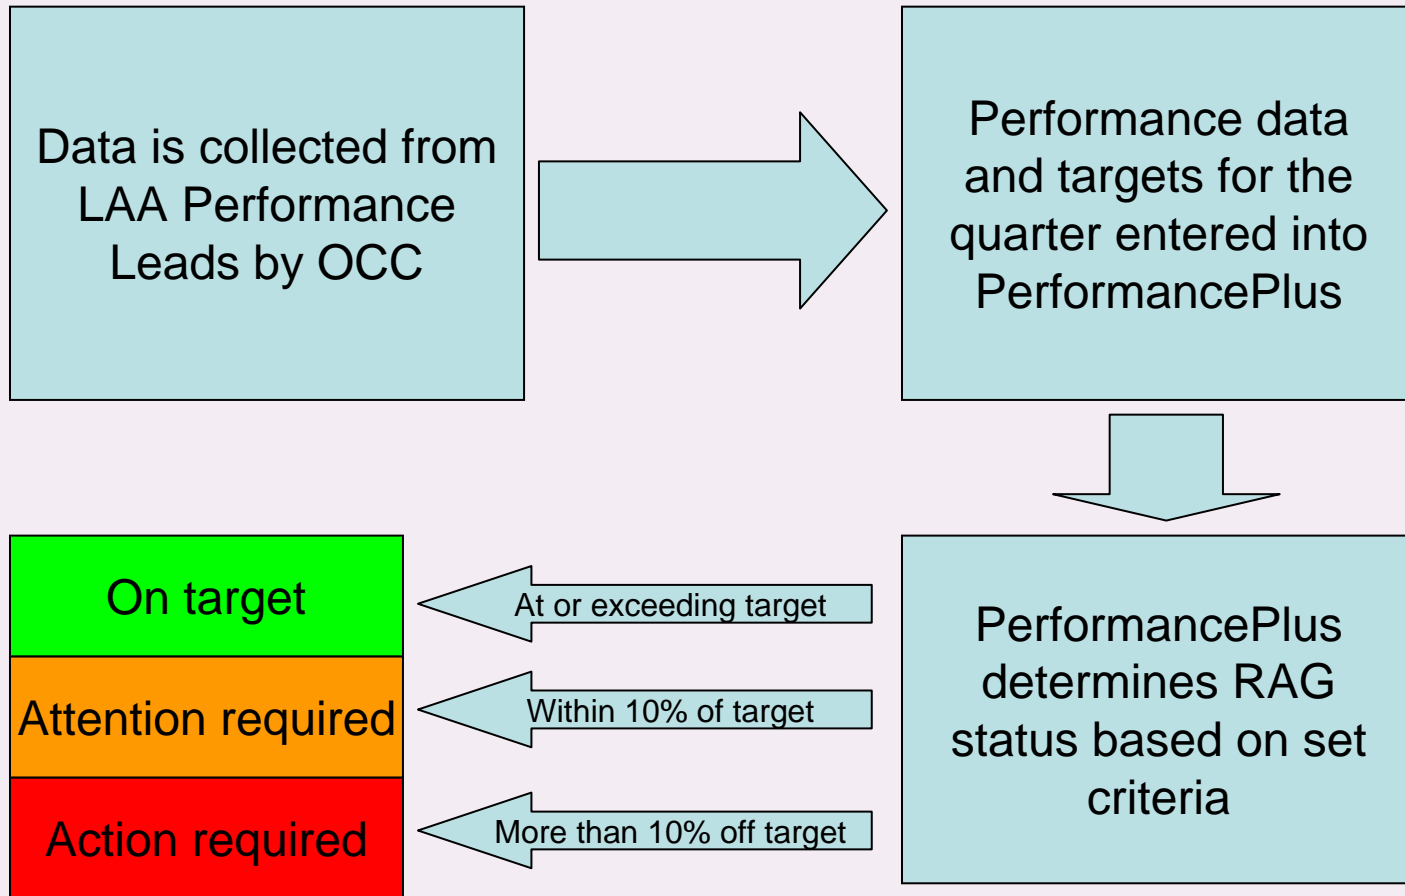 Data is collected from
LAA Performance
Leads by OCC
Performance data
and targets for the
quarter entered into
PerformancePlus
PerformancePlus
determines RAG
status based on set
criteria
At or exceeding target
On target
Within 10% of target
Attention required
More than 10% off target
Action required